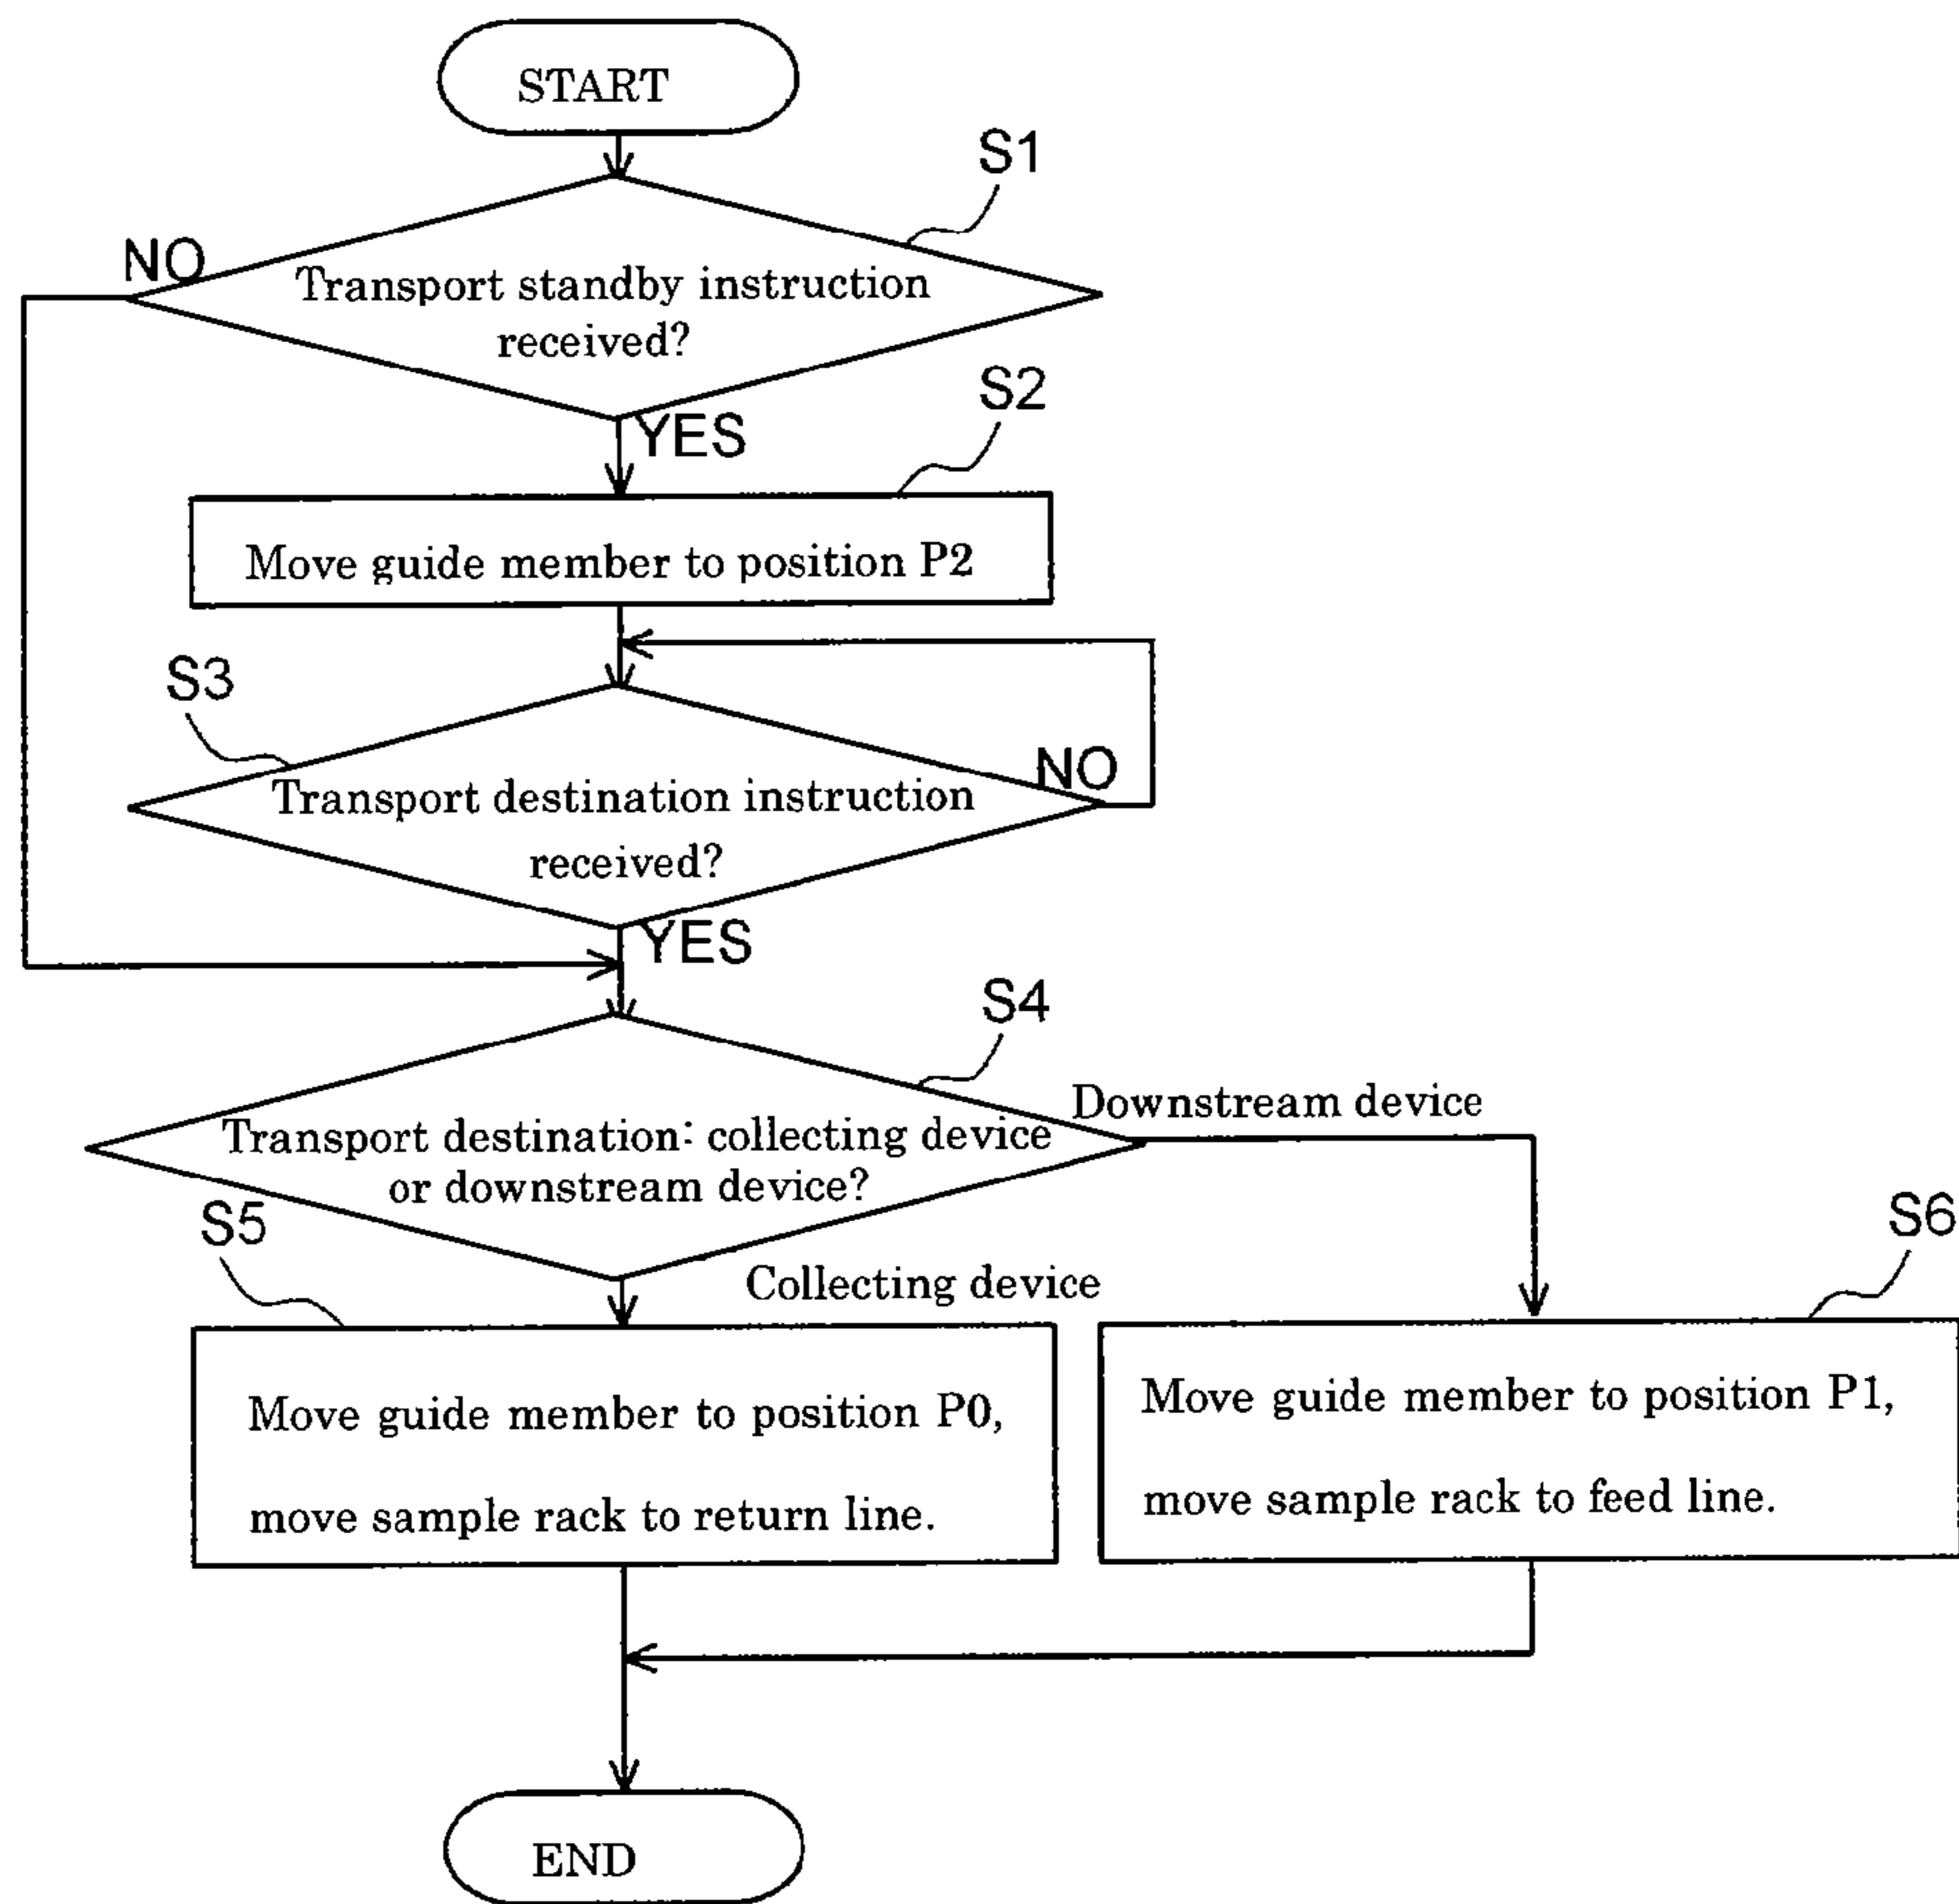 START
S1
NO
Transport standby instruction
received?
S2
YES
Move guide member to position P2
S3
NO
Transport destination instruction
received?
YES
S4
Downstream device
Transport destination: collecting device
or downstream device?
S5
S6
Collecting device
Move guide member to position P0,
move sample rack to return line.
Move guide member to position P1,
move sample rack to feed line.
END